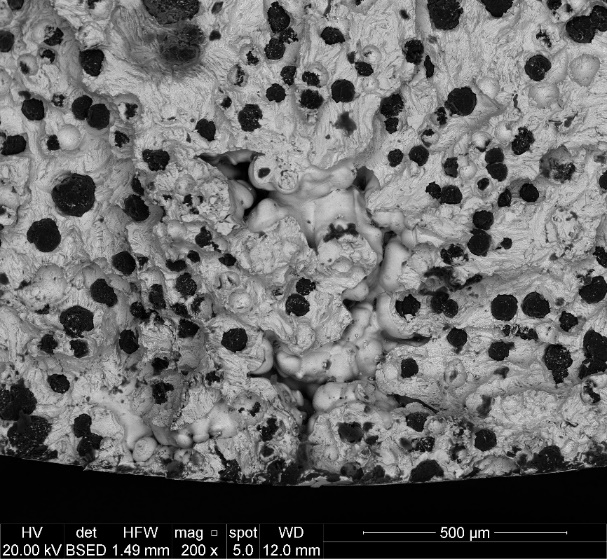 HV det HFW mag □ spot WD 500 µm
20.00 kV BSED 1.49 mm 200 x 5.0 12.0 mm